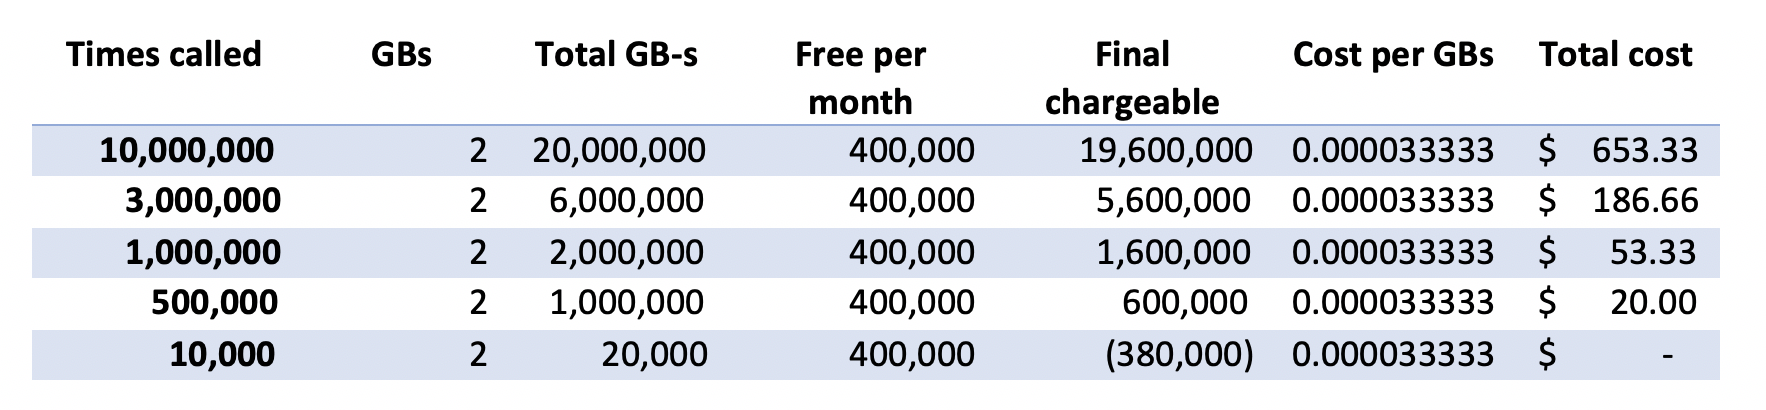 Times called GBs Total GB-s Free per month Final chargeable Cost per GBs Total cost
10,000,000 2 20,000,000 400,000 19,600,000 0.000033333 $ 653.33
3,000,000 2 6,000,000 400,000 5,600,000 0.000033333 $ 186.66
1,000,000 2 2,000,000 400,000 1,600,000 0.000033333 $ 53.33
500,000 2 1,000,000 400,000 600,000 0.000033333 $ 20.00
10,000 2 20,000 400,000 (380,000) 0.000033333 $ -